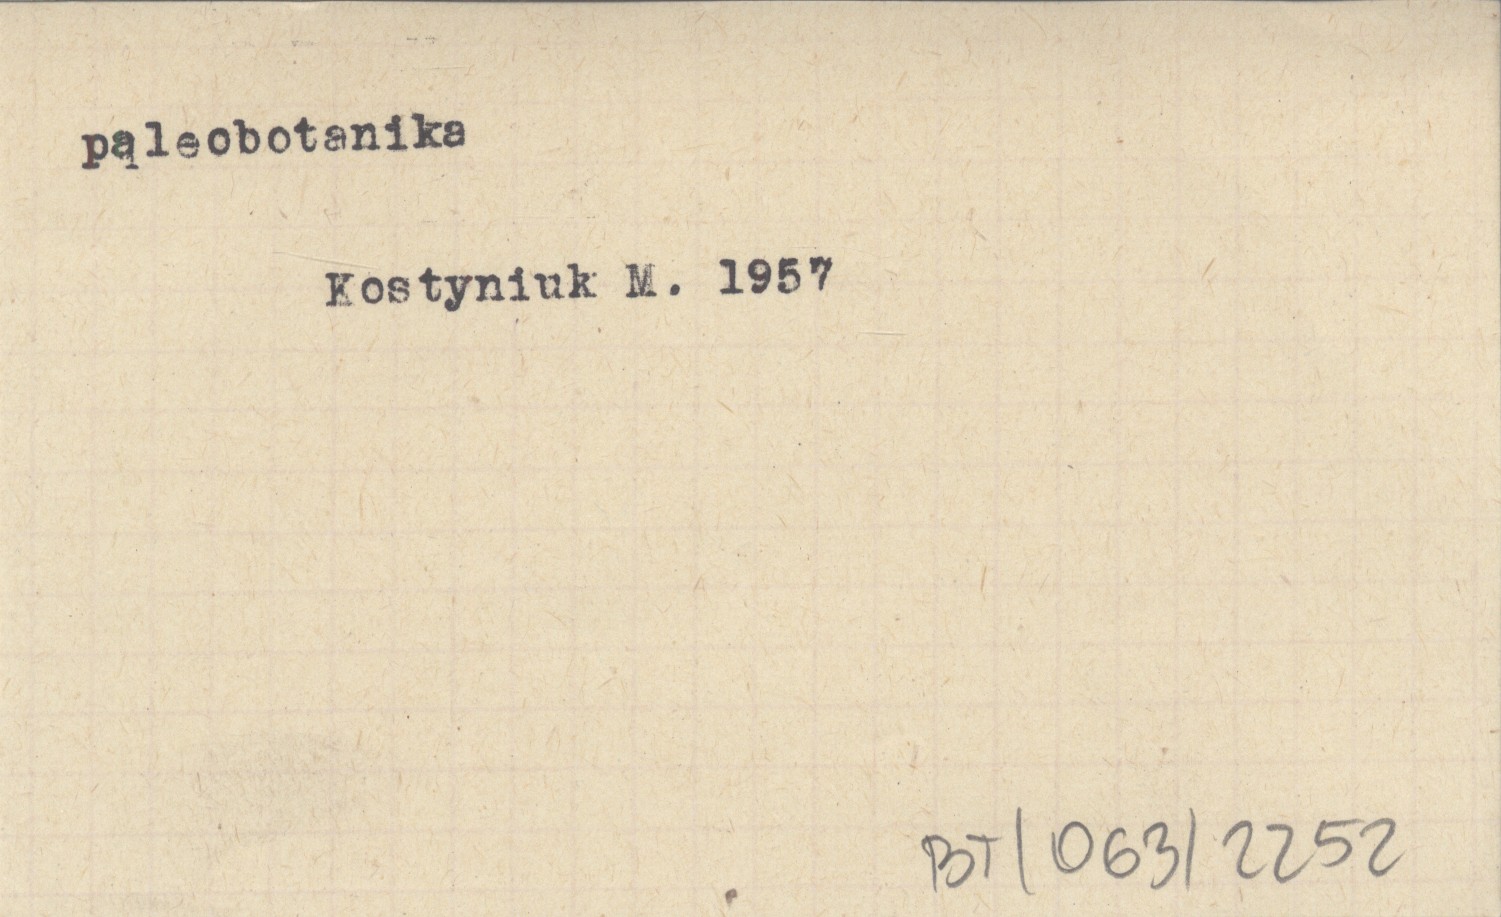 paleobotanika
Kostyniuk M. 1957
BT/063/2252